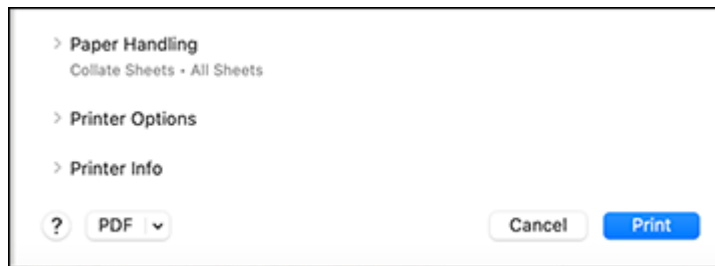 Paper Handling
Collate Sheets • All Sheets
Printer Options
Printer Info
? PDF Cancel Print